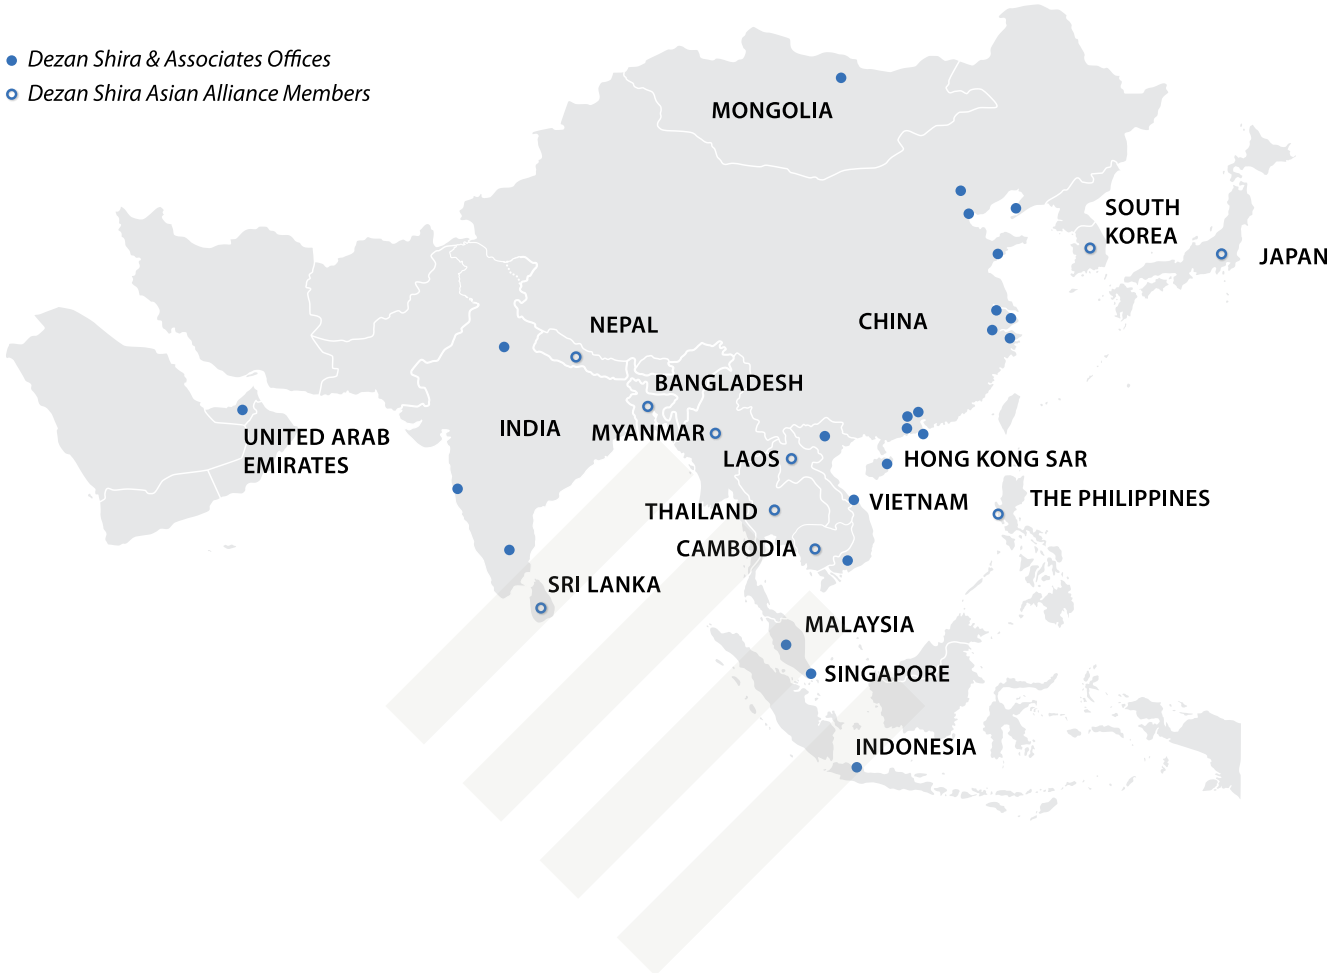 Dezan Shira & Associates Offices
Dezan Shira Asian Alliance Members
MONGOLIA
SOUTH
KOREA
JAPAN
CHINA
NEPAL
BANGLADESH
INDIA
MYANMAR
UNITED ARAB
EMIRATES
LAOS
HONG KONG SAR
THE PHILIPPINES
VIETNAM
THAILAND
CAMBODIA
SRI LANKA
MALAYSIA
SINGAPORE
INDONESIA